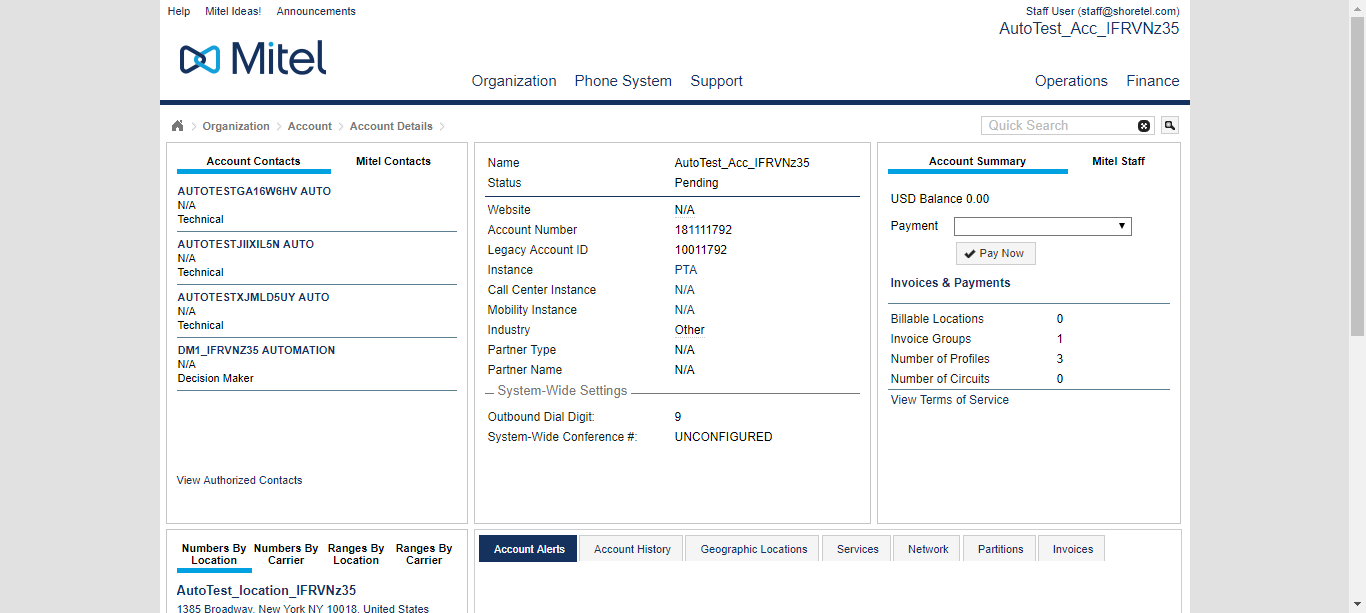 Help Mitel Ideas! Announcements
Staff User (staff@shoretel.com)
AutoTest_Acc_IFRVNz35
Mitel
Organization Phone System Support Operations Finance
Organization Account Account Details
Quick Search
Account Contacts Mitel Contacts
AUTOTESTGA16W6HV AUTO
N/A
Technical
AUTOTESTJIIXIL5N AUTO
N/A
Technical
AUTOTESTXJMLD5UY AUTO
N/A
Technical
DM1_IFRVNZ35 AUTOMATION
N/A
Decision Maker
View Authorized Contacts
Name AutoTest_Acc_IFRVNz35
Status Pending
Website N/A
Account Number 181111792
Legacy Account ID 10011792
Instance PTA
Call Center Instance N/A
Mobility Instance N/A
Industry Other
Partner Type N/A
Partner Name N/A
System-Wide Settings
Outbound Dial Digit: 9
System-Wide Conference #: UNCONFIGURED
Account Summary Mitel Staff
USD Balance 0.00
Payment
Pay Now
Invoices & Payments
Billable Locations 0
Invoice Groups 1
Number of Profiles 3
Number of Circuits 0
View Terms of Service
Numbers By Location Numbers By Carrier Ranges By Location Ranges By Carrier
AutoTest_location_IFRVNz35
1385 Broadway, New York NY 10018, United States
Account Alerts Account History Geographic Locations Services Network Partitions Invoices